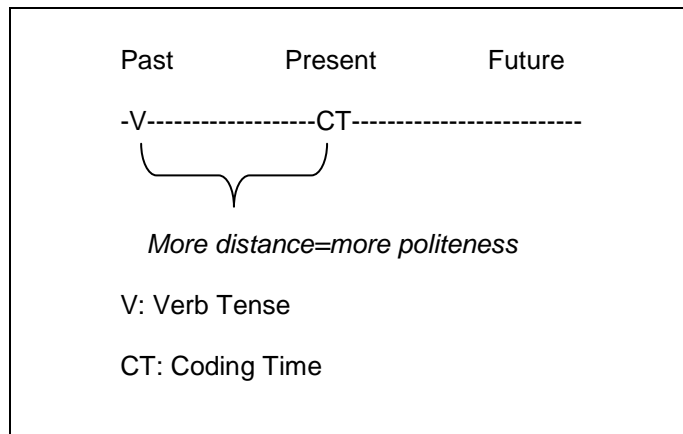 Past Present Future
-V-------------------CT--------------------------
More distance=more politeness
V: Verb Tense
CT: Coding Time